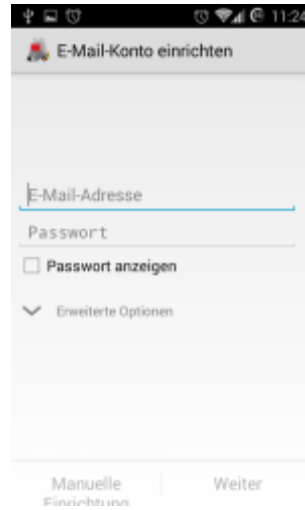 11:24
E-Mail-Konto einrichten
E-Mail-Adresse
Passwort
Passwort anzeigen
Erweiterte Optionen
Manuelle Einrichtung
Weiter